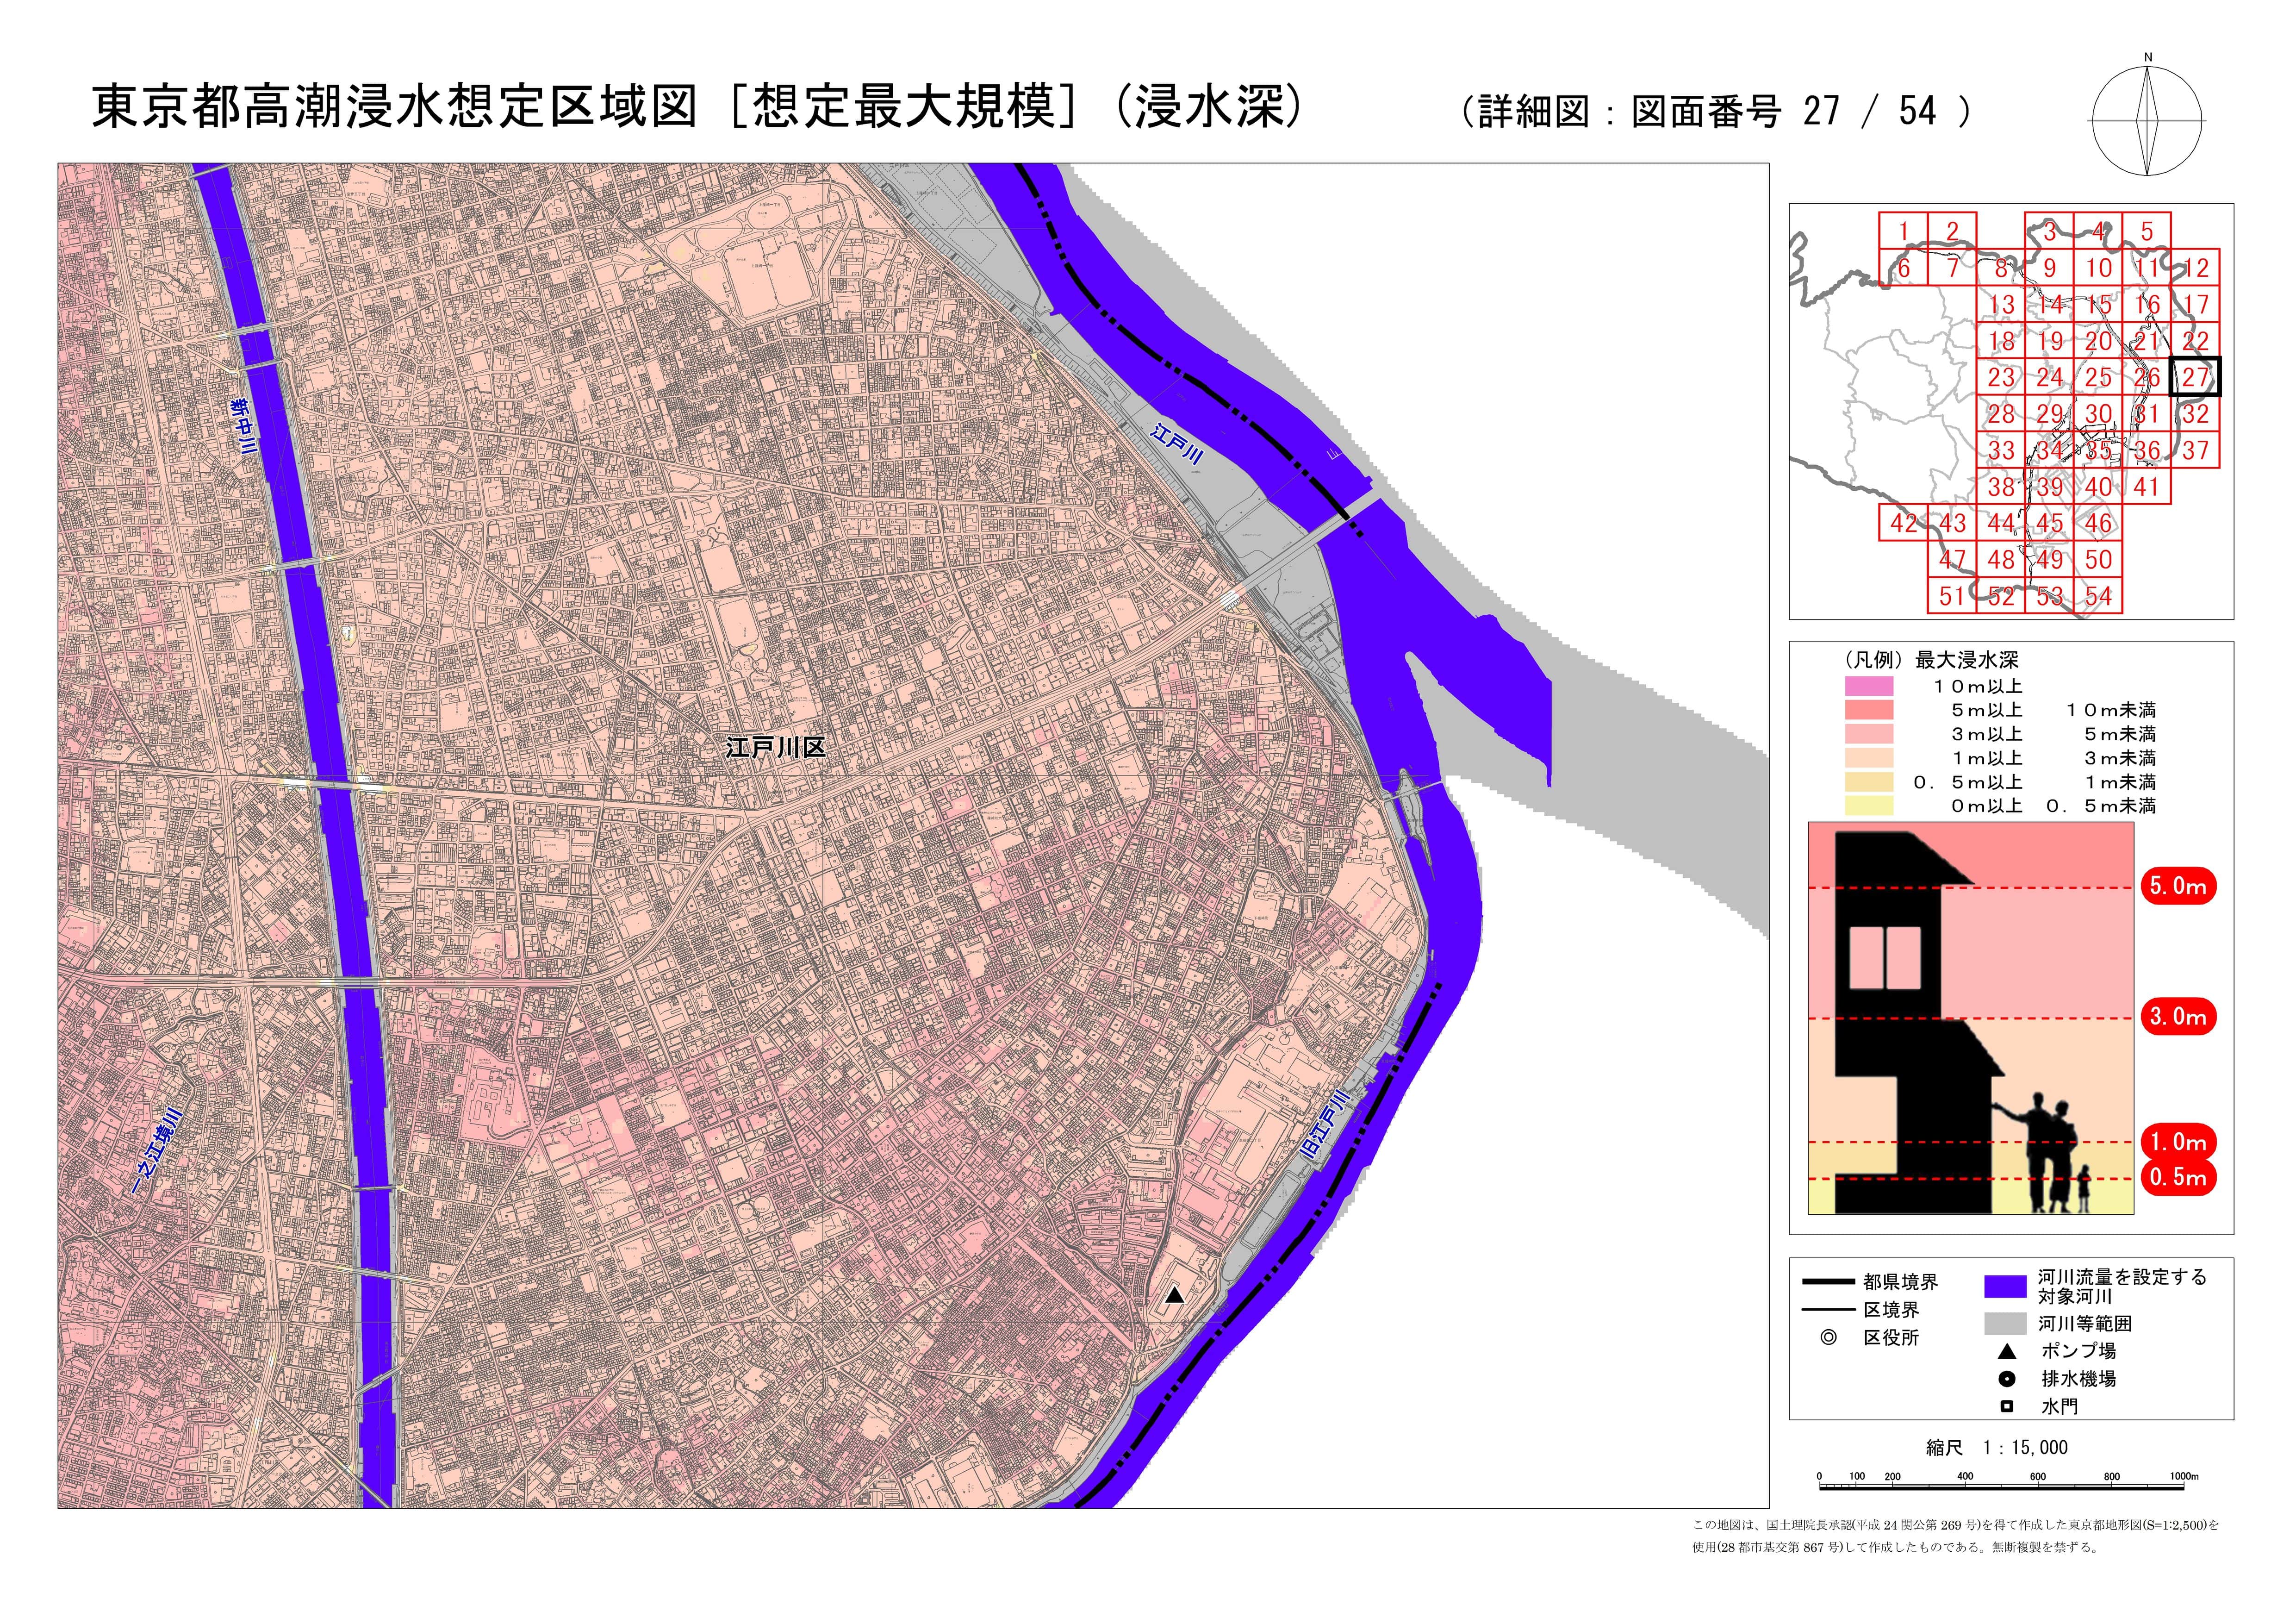 東京都高潮浸水想定区域図［想定最大規模］（浸水深）
（詳細図：図面番号 27 / 54 ）
N
新中川
江戸川
江戸川区
旧江戸川
一之江境川
1 2 3 4 5
6 7 8 9 10 11 12
13 14 15 16 17
18 19 20 21 22
23 24 25 26 27
28 29 30 31 32
33 34 35 36 37
38 39 40 41
42 43 44 45 46
47 48 49 50
51 52 53 54
（凡例）最大浸水深
１０ｍ以上
５ｍ以上 １０ｍ未満
３ｍ以上 ５ｍ未満
１ｍ以上 ３ｍ未満
０．５ｍ以上 １ｍ未満
０ｍ以上 ０．５ｍ未満
5.0m
3.0m
1.0m
0.5m
都県境界
区境界
区役所
河川流量を設定する
対象河川
河川等範囲
ポンプ場
排水機場
水門
縮尺 1：15,000
0 100 200 400 600 800 1000m
この地図は、国土理院長承認(平成 24 関公第 269 号)を得て作成した東京都地形図(S=1:2,500)を
使用(28 都市基交第 867 号)して作成したものである。無断複製を禁ずる。